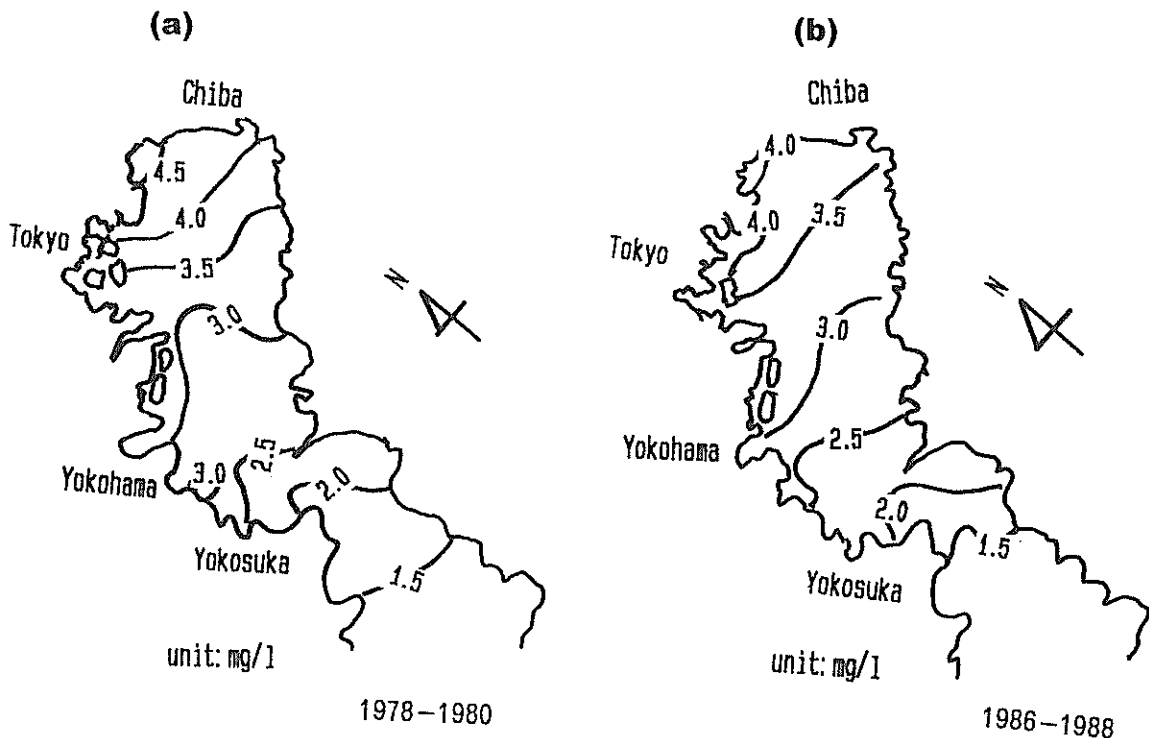 (a)
Chiba
4.5
4.0
Tokyo
3.5
N
3.0
2.5
3.0
2.0
Yokohama
Yokosuka
1.5
unit: mg/l
1978-1980
(b)
Chiba
4.0
4.0
3.5
Tokyo
N
3.0
2.5
Yokohama
2.0
1.5
Yokosuka
unit: mg/l
1986-1988